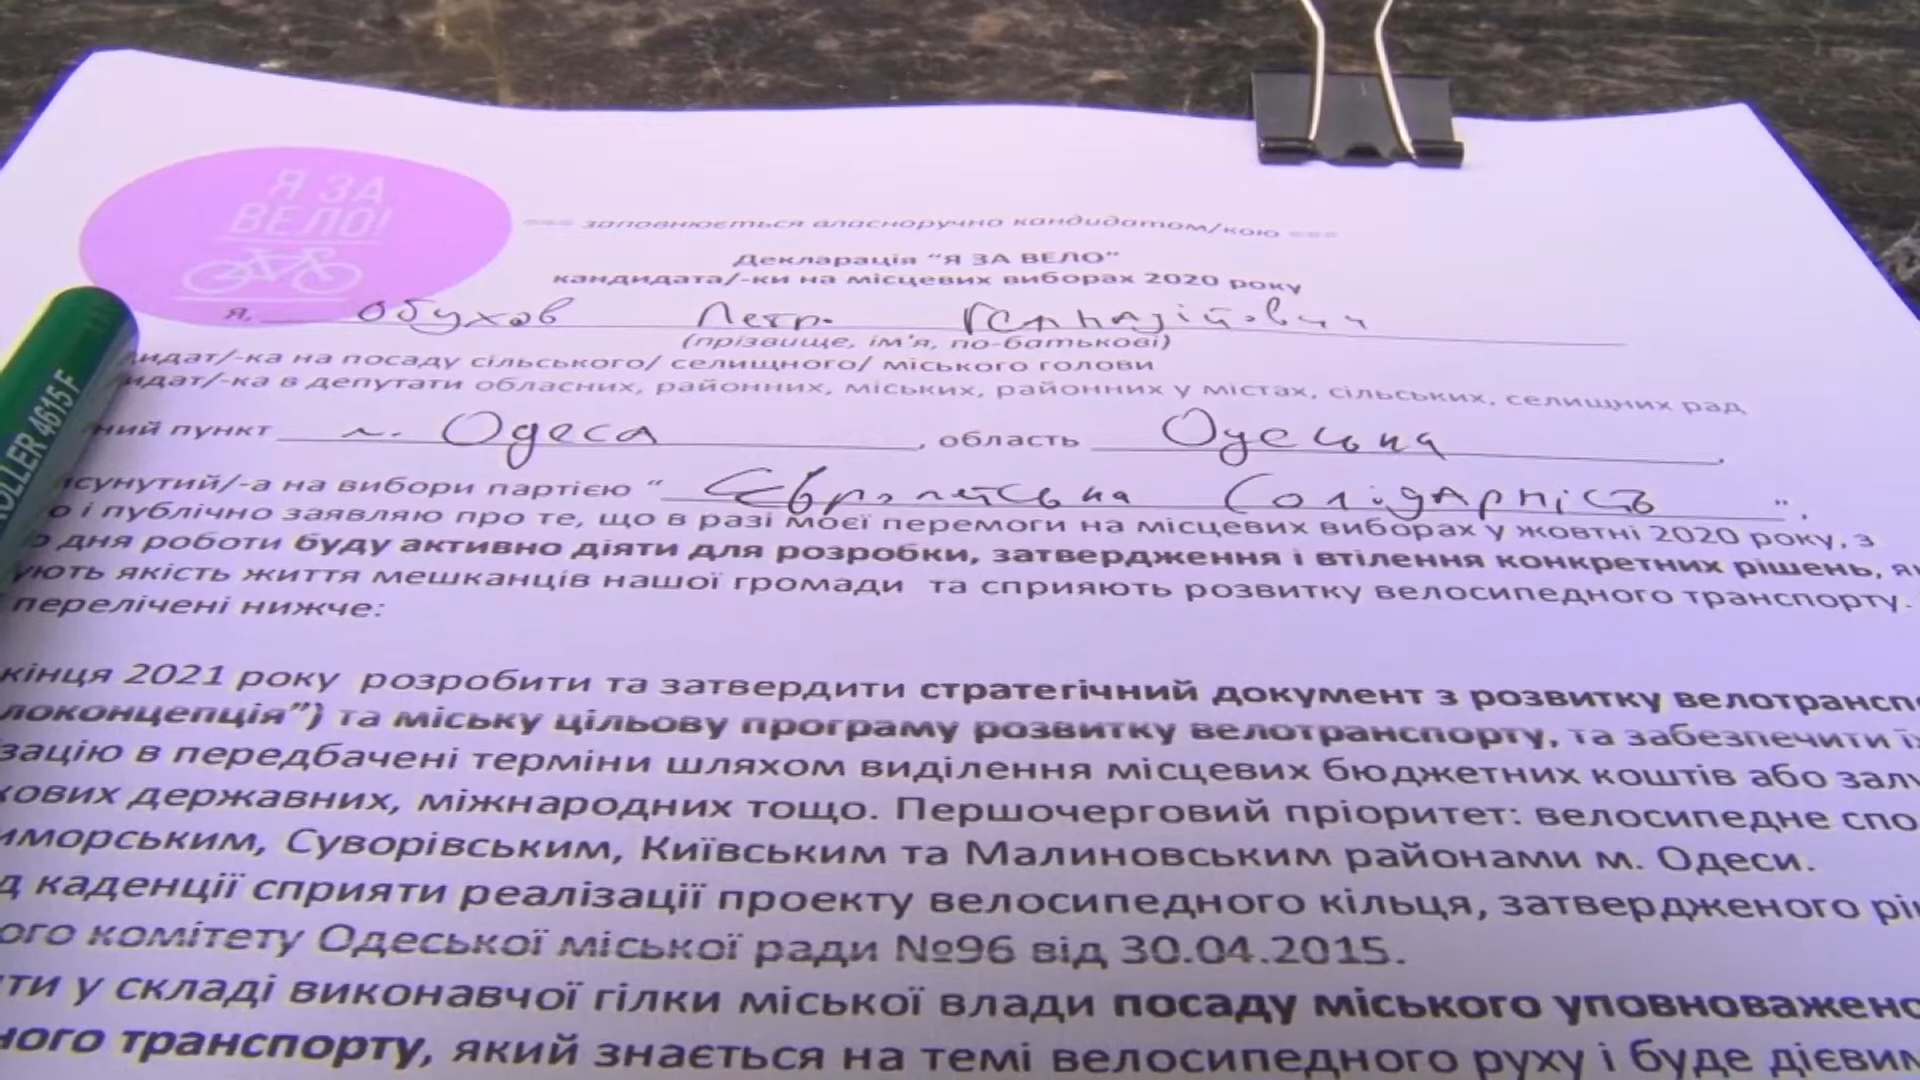 Я ЗА
ВЕЛО!
=== заповнюється власноручно кандидатом/кою ===
Декларація “Я ЗА ВЕЛО”
кандидата/-ки на місцевих виборах 2020 року
Я, Обухов Петро Геннадійович
(прізвище, ім’я, по-батькові)
идат/-ка на посаду сільського/ селищного/ міського голови
идат/-ка в депутати обласних, районних, міських, районних у містах, сільських, селищних рад
ний пункт м. Одеса, область Одеська,
сунутий/-а на вибори партією “ Європейська Солідарність ”.
о і публічно заявляю про те, що в разі моєї перемоги на місцевих виборах у жовтні 2020 року, з
о дня роботи буду активно діяти для розробки, затвердження і втілення конкретних рішень, як
ують якість життя мешканців нашої громади та сприяють розвитку велосипедного транспорту.
перелічені нижче:
кінця 2021 року розробити та затвердити стратегічний документ з розвитку велотрансп
локонцепція”) та міську цільову програму розвитку велотранспорту, та забезпечити їх
зацію в передбачені терміни шляхом виділення місцевих бюджетних коштів або залу
кових державних, міжнародних тощо. Першочерговий пріоритет: велосипедне спо
иморським, Суворівським, Київським та Малиновським районами м. Одеси.
д каденції сприяти реалізації проекту велосипедного кільця, затвердженого рі
ого комітету Одеської міської ради №96 від 30.04.2015.
ти у складі виконавчої гілки міської влади посаду міського уповноважено
ного транспорту, який знається на темі велосипедного руху і буде дієвим
OLLER 4615 F